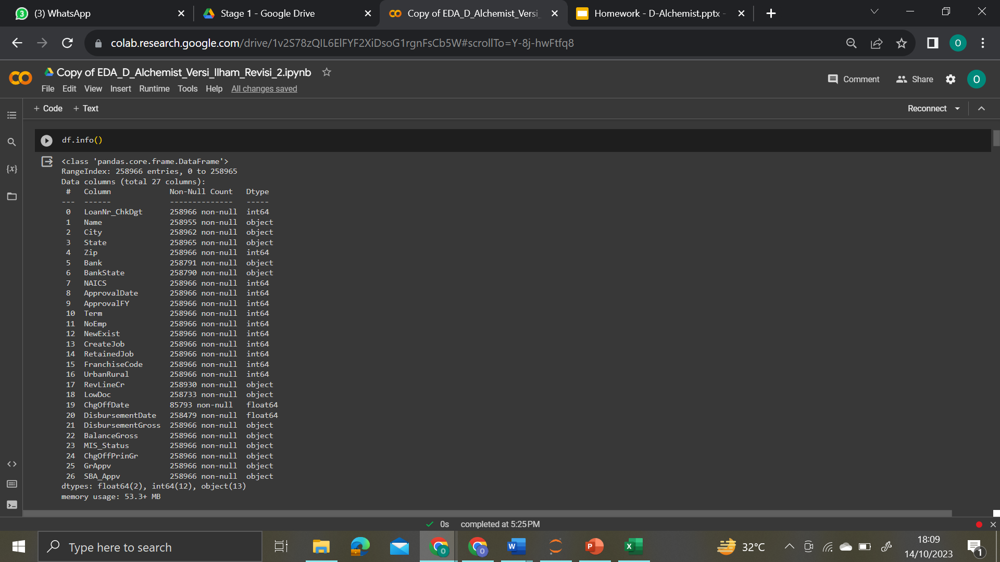 (3) WhatsApp
Stage 1 - Google Drive
Copy of EDA_D_Alchemist_Versi_
Homework - D-Alchemist.pptx -
colab.research.google.com/drive/1v2S78zQIL6ElFYF2XiDsoG1rgnFsCb5W#scrollTo=Y-8j-hwFtfq8
O
Copy of EDA_D_Alchemist_Versi_Ilham_Revisi_2.ipynb
File Edit View Insert Runtime Tools Help All changes saved
Comment Share O
+ Code + Text
Reconnect
df.info()
<class 'pandas.core.frame.DataFrame'>
RangeIndex: 258966 entries, 0 to 258965
Data columns (total 27 columns):
# Column Non-Null Count Dtype
--- ------ -------------- -----
0 LoanNr_ChkDgt 258966 non-null int64
1 Name 258955 non-null object
2 City 258962 non-null object
3 State 258965 non-null object
4 Zip 258966 non-null int64
5 Bank 258791 non-null object
6 BankState 258790 non-null object
7 NAICS 258966 non-null int64
8 ApprovalDate 258966 non-null int64
9 ApprovalFY 258966 non-null int64
10 Term 258966 non-null int64
11 NoEmp 258966 non-null int64
12 NewExist 258966 non-null int64
13 CreateJob 258966 non-null int64
14 RetainedJob 258966 non-null int64
15 FranchiseCode 258966 non-null int64
16 UrbanRural 258966 non-null int64
17 RevLineCr 258930 non-null object
18 LowDoc 258733 non-null object
19 ChgOffDate 85793 non-null float64
20 DisbursementDate 258479 non-null float64
21 DisbursementGross 258966 non-null object
22 BalanceGross 258966 non-null object
23 MIS_Status 258966 non-null object
24 ChgOffPrinGr 258966 non-null object
25 GrAppv 258966 non-null object
26 SBA_Appv 258966 non-null object
dtypes: float64(2), int64(12), object(13)
memory usage: 53.3+ MB
0s completed at 5:25 PM
Type here to search
32°C
18:09
14/10/2023
1